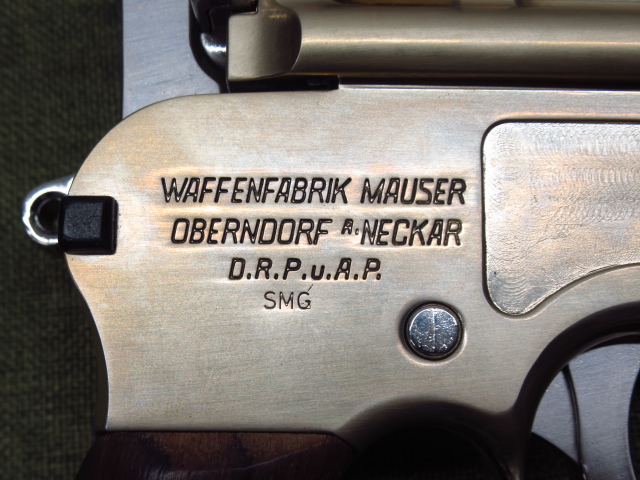 WAFFENFABRIK MAUSER
OBERNDORF A. NECKAR
D.R.P.u.A.P.
SMG